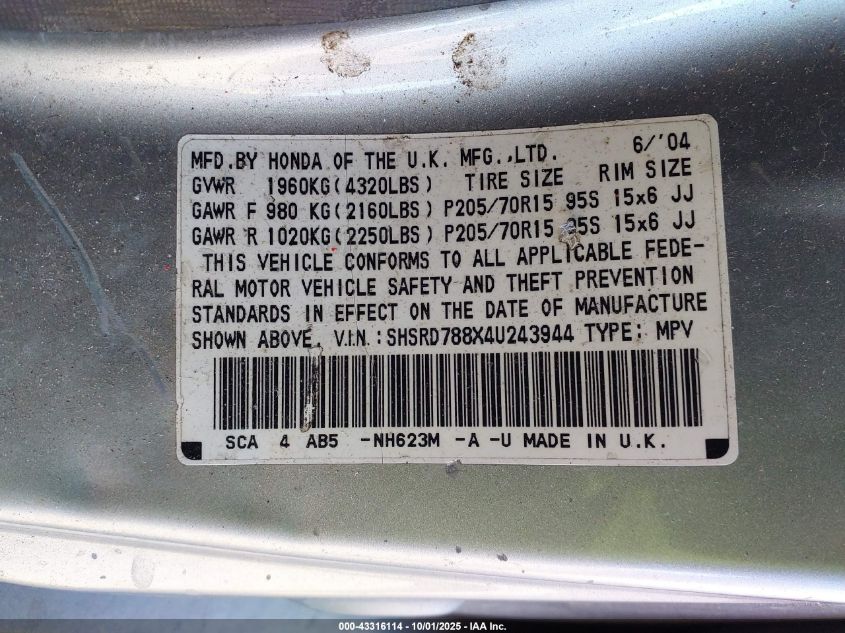 MFD.BY HONDA OF THE U.K. MFG.,LTD. 6/'04
GVWR 1960KG(4320LBS) TIRE SIZE RIM SIZE
GAWR F 980 KG(2160LBS) P205/70R15 95S 15x6 JJ
GAWR R 1020KG(2250LBS) P205/70R15 95S 15x6 JJ
THIS VEHICLE CONFORMS TO ALL APPLICABLE FEDE-
RAL MOTOR VEHICLE SAFETY AND THEFT PREVENTION
STANDARDS IN EFFECT ON THE DATE OF MANUFACTURE
SHOWN ABOVE. V.I.N.:SHSRD788X4U243944 TYPE: MPV
SCA 4 AB5 -NH623M -A -U MADE IN U.K.
000-43316114 - 10/01/2025 - IAA Inc.